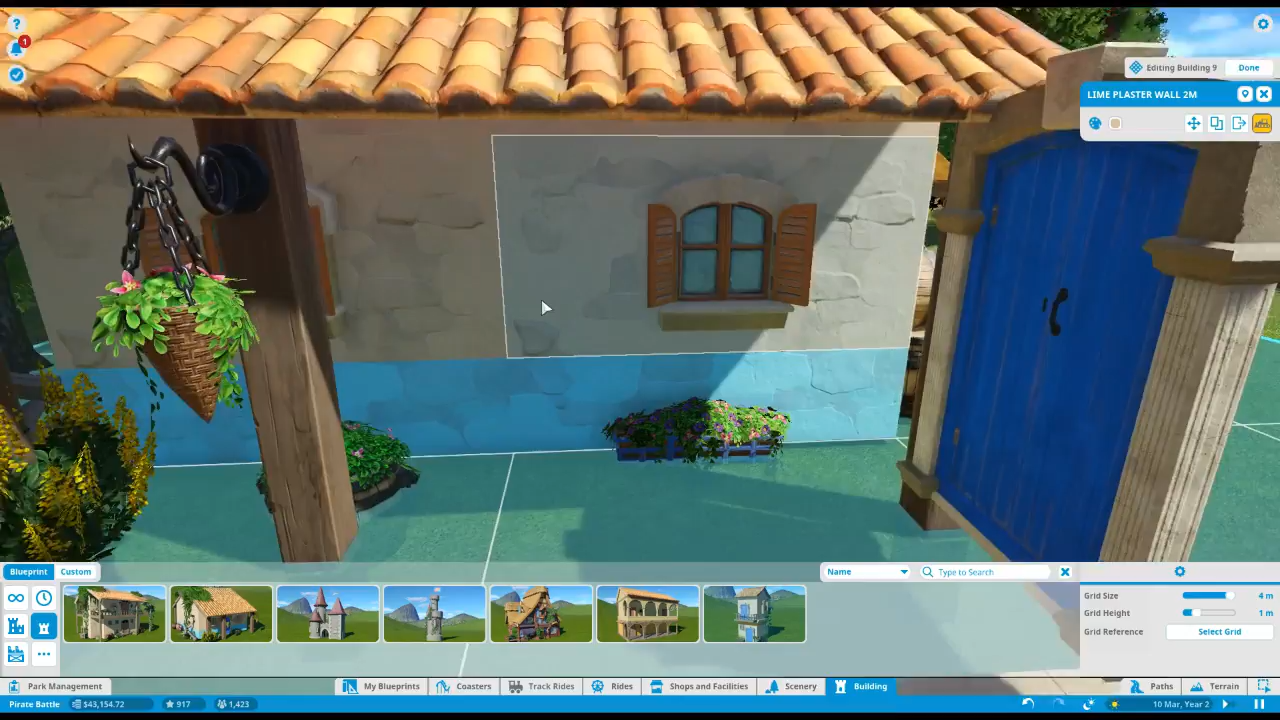 ?
1
Editing Building 9 Done
LIME PLASTER WALL 2M
Blueprint Custom
Name Type to Search
Grid Size 4 m
Grid Height 1 m
Grid Reference Select Grid
Park Management My Blueprints Coasters Track Rides Rides Shops and Facilities Scenery Building Paths Terrain
Pirate Battle $43,154.72 917 1,423 10 Mar, Year 2